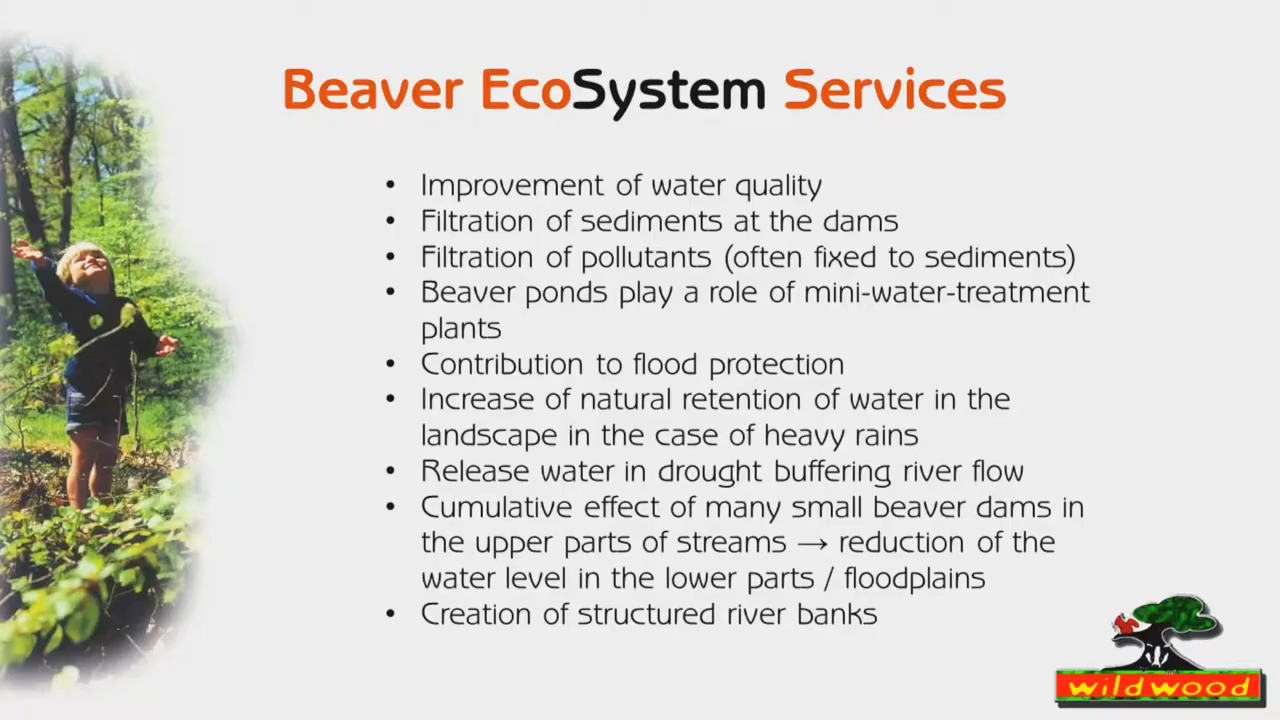 Beaver EcoSystem Services
• Improvement of water quality
• Filtration of sediments at the dams
• Filtration of pollutants (often fixed to sediments)
• Beaver ponds play a role of mini-water-treatment
plants
• Contribution to flood protection
• Increase of natural retention of water in the
landscape in the case of heavy rains
• Release water in drought buffering river flow
• Cumulative effect of many small beaver dams in
the upper parts of streams → reduction of the
water level in the lower parts / floodplains
• Creation of structured river banks
wildwood